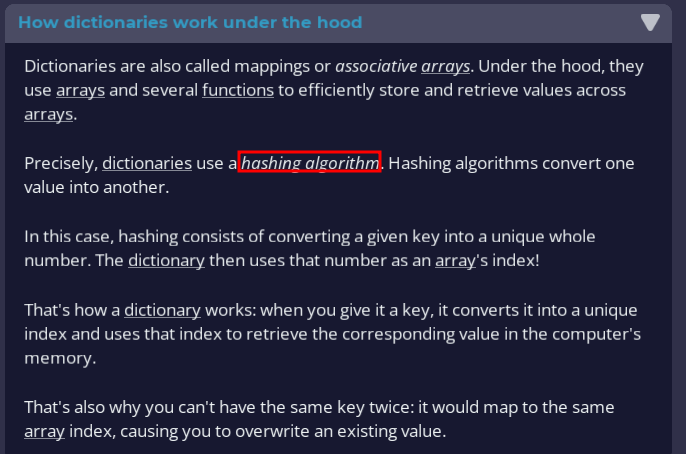 How dictionaries work under the hood
Dictionaries are also called mappings or associative arrays. Under the hood, they
use arrays and several functions to efficiently store and retrieve values across
arrays.
Precisely, dictionaries use a hashing algorithm. Hashing algorithms convert one
value into another.
In this case, hashing consists of converting a given key into a unique whole
number. The dictionary then uses that number as an array's index!
That's how a dictionary works: when you give it a key, it converts it into a unique
index and uses that index to retrieve the corresponding value in the computer's
memory.
That's also why you can't have the same key twice: it would map to the same
array index, causing you to overwrite an existing value.